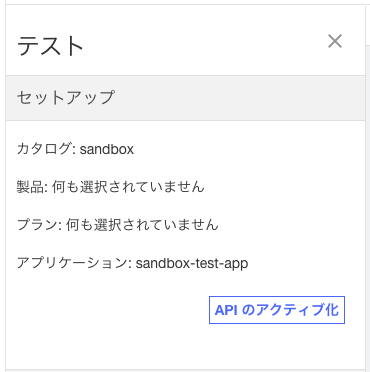 テスト
セットアップ
カタログ: sandbox
製品: 何も選択されていません
プラン: 何も選択されていません
アプリケーション: sandbox-test-app
API のアクティブ化